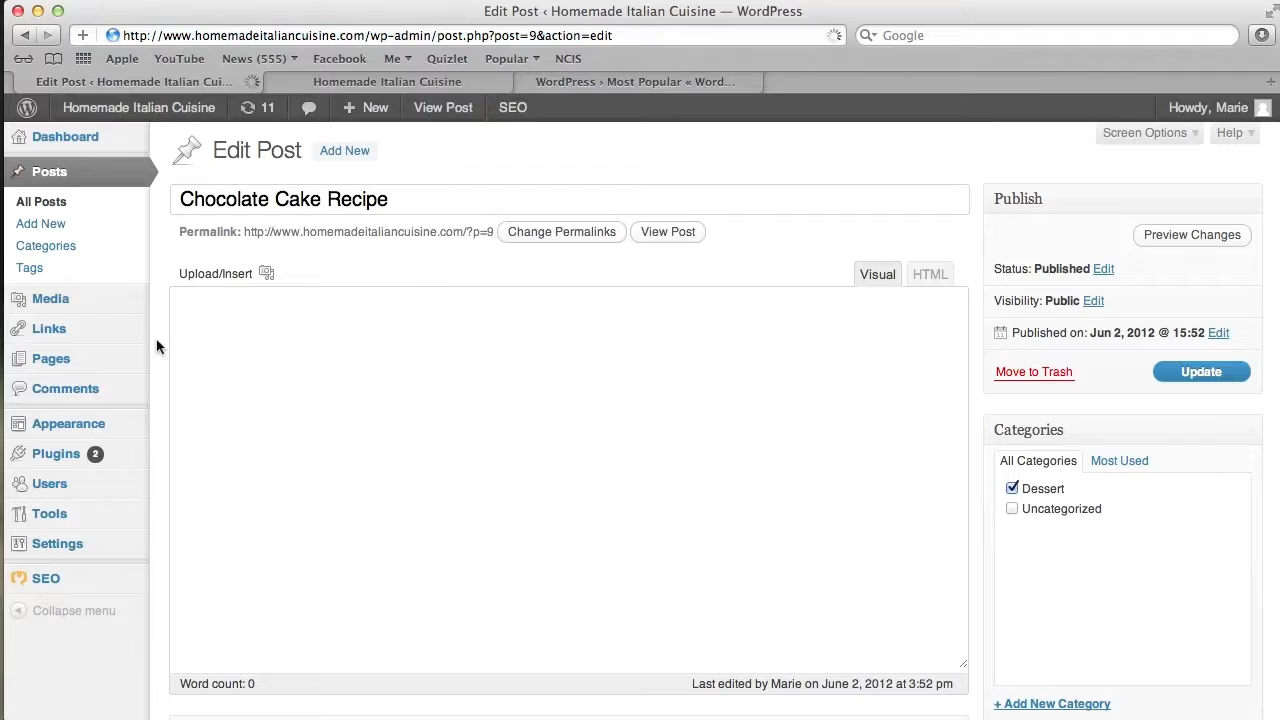 Edit Post ‹ Homemade Italian Cuisine — WordPress
http://www.homemadeitaliancuisine.com/wp-admin/post.php?post=9&action=edit
Google
Apple YouTube News (555) ▾ Facebook Me ▾ Quizlet Popular ▾ NCIS
Edit Post ‹ Homemade Italian Cui... Homemade Italian Cuisine WordPress › Most Popular « Word...
Homemade Italian Cuisine 11 + New View Post SEO Howdy, Marie
Screen Options Help
Dashboard
Posts
All Posts
Add New
Categories
Tags
Media
Links
Pages
Comments
Appearance
Plugins 2
Users
Tools
Settings
SEO
Collapse menu
Edit Post Add New
Chocolate Cake Recipe
Permalink: http://www.homemadeitaliancuisine.com/?p=9 Change Permalinks View Post
Upload/Insert Visual HTML
Word count: 0 Last edited by Marie on June 2, 2012 at 3:52 pm
Publish
Preview Changes
Status: Published Edit
Visibility: Public Edit
Published on: Jun 2, 2012 @ 15:52 Edit
Move to Trash Update
Categories
All Categories Most Used
Dessert
Uncategorized
+ Add New Category